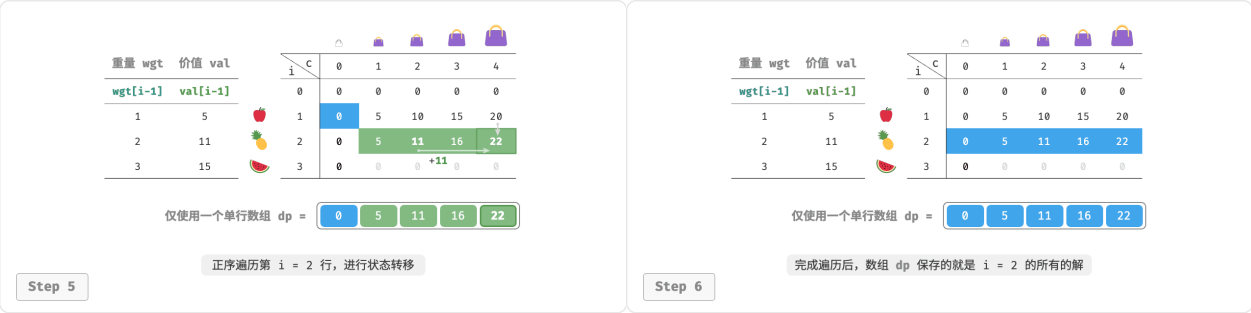 重量 wgt 价值 val
wgt[i-1] val[i-1]
1 5
2 11
3 15
c
i
0 1 2 3 4
0 0 0 0 0 0
1 0 5 10 15 20
2 0 5 11 16 22
+11
3 0 0 0 0 0
仅使用一个单行数组 dp = 0 5 11 16 22
正序遍历第 i = 2 行，进行状态转移
Step 5
重量 wgt 价值 val
wgt[i-1] val[i-1]
1 5
2 11
3 15
c
i
0 1 2 3 4
0 0 0 0 0 0
1 0 5 10 15 20
2 0 5 11 16 22
3 0 0 0 0 0
仅使用一个单行数组 dp = 0 5 11 16 22
完成遍历后，数组 dp 保存的就是 i = 2 的所有的解
Step 6